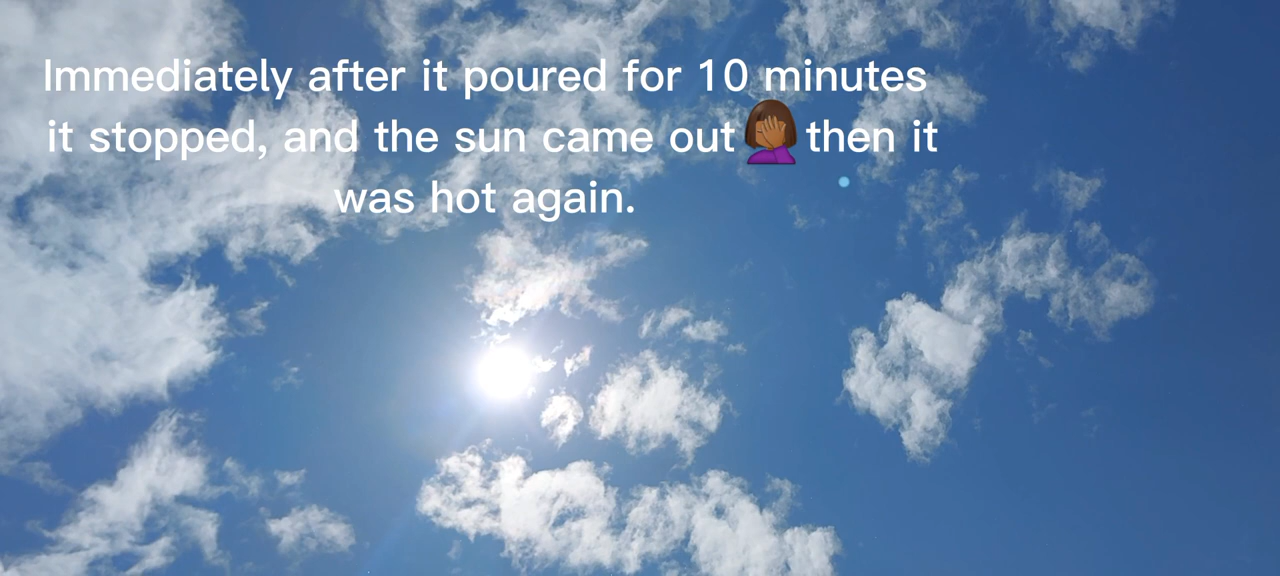 Immediately after it poured for 10 minutes
it stopped, and the sun came out🤦🏾‍♀️then it
was hot again.